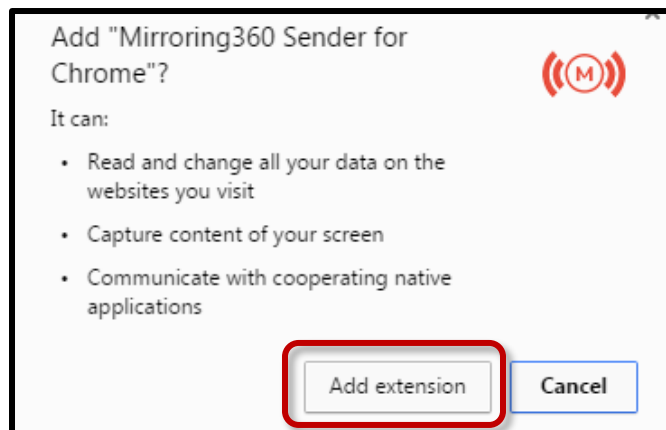 Add "Mirroring360 Sender for
Chrome"?
M
It can:
• Read and change all your data on the
websites you visit
• Capture content of your screen
• Communicate with cooperating native
applications
Add extension
Cancel